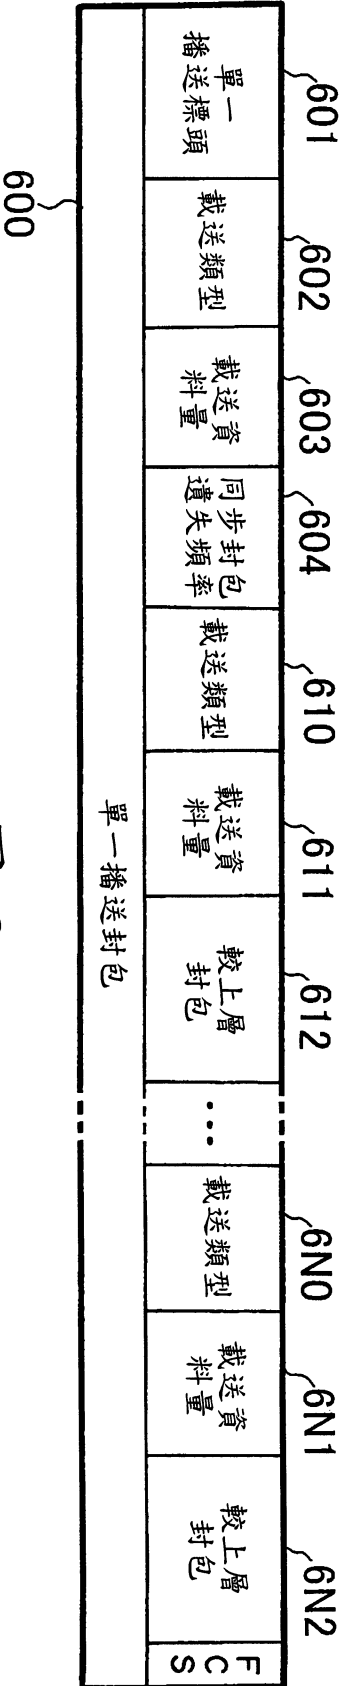 601
602
603
604
610
611
612
6N0
6N1
6N2
單一
播送標頭
載送類型
載送資
料量
同步封包
遺失頻率
載送類型
載送資
料量
較上層
封包
...
載送類型
載送資
料量
較上層
封包
FCS
單一播送封包
600